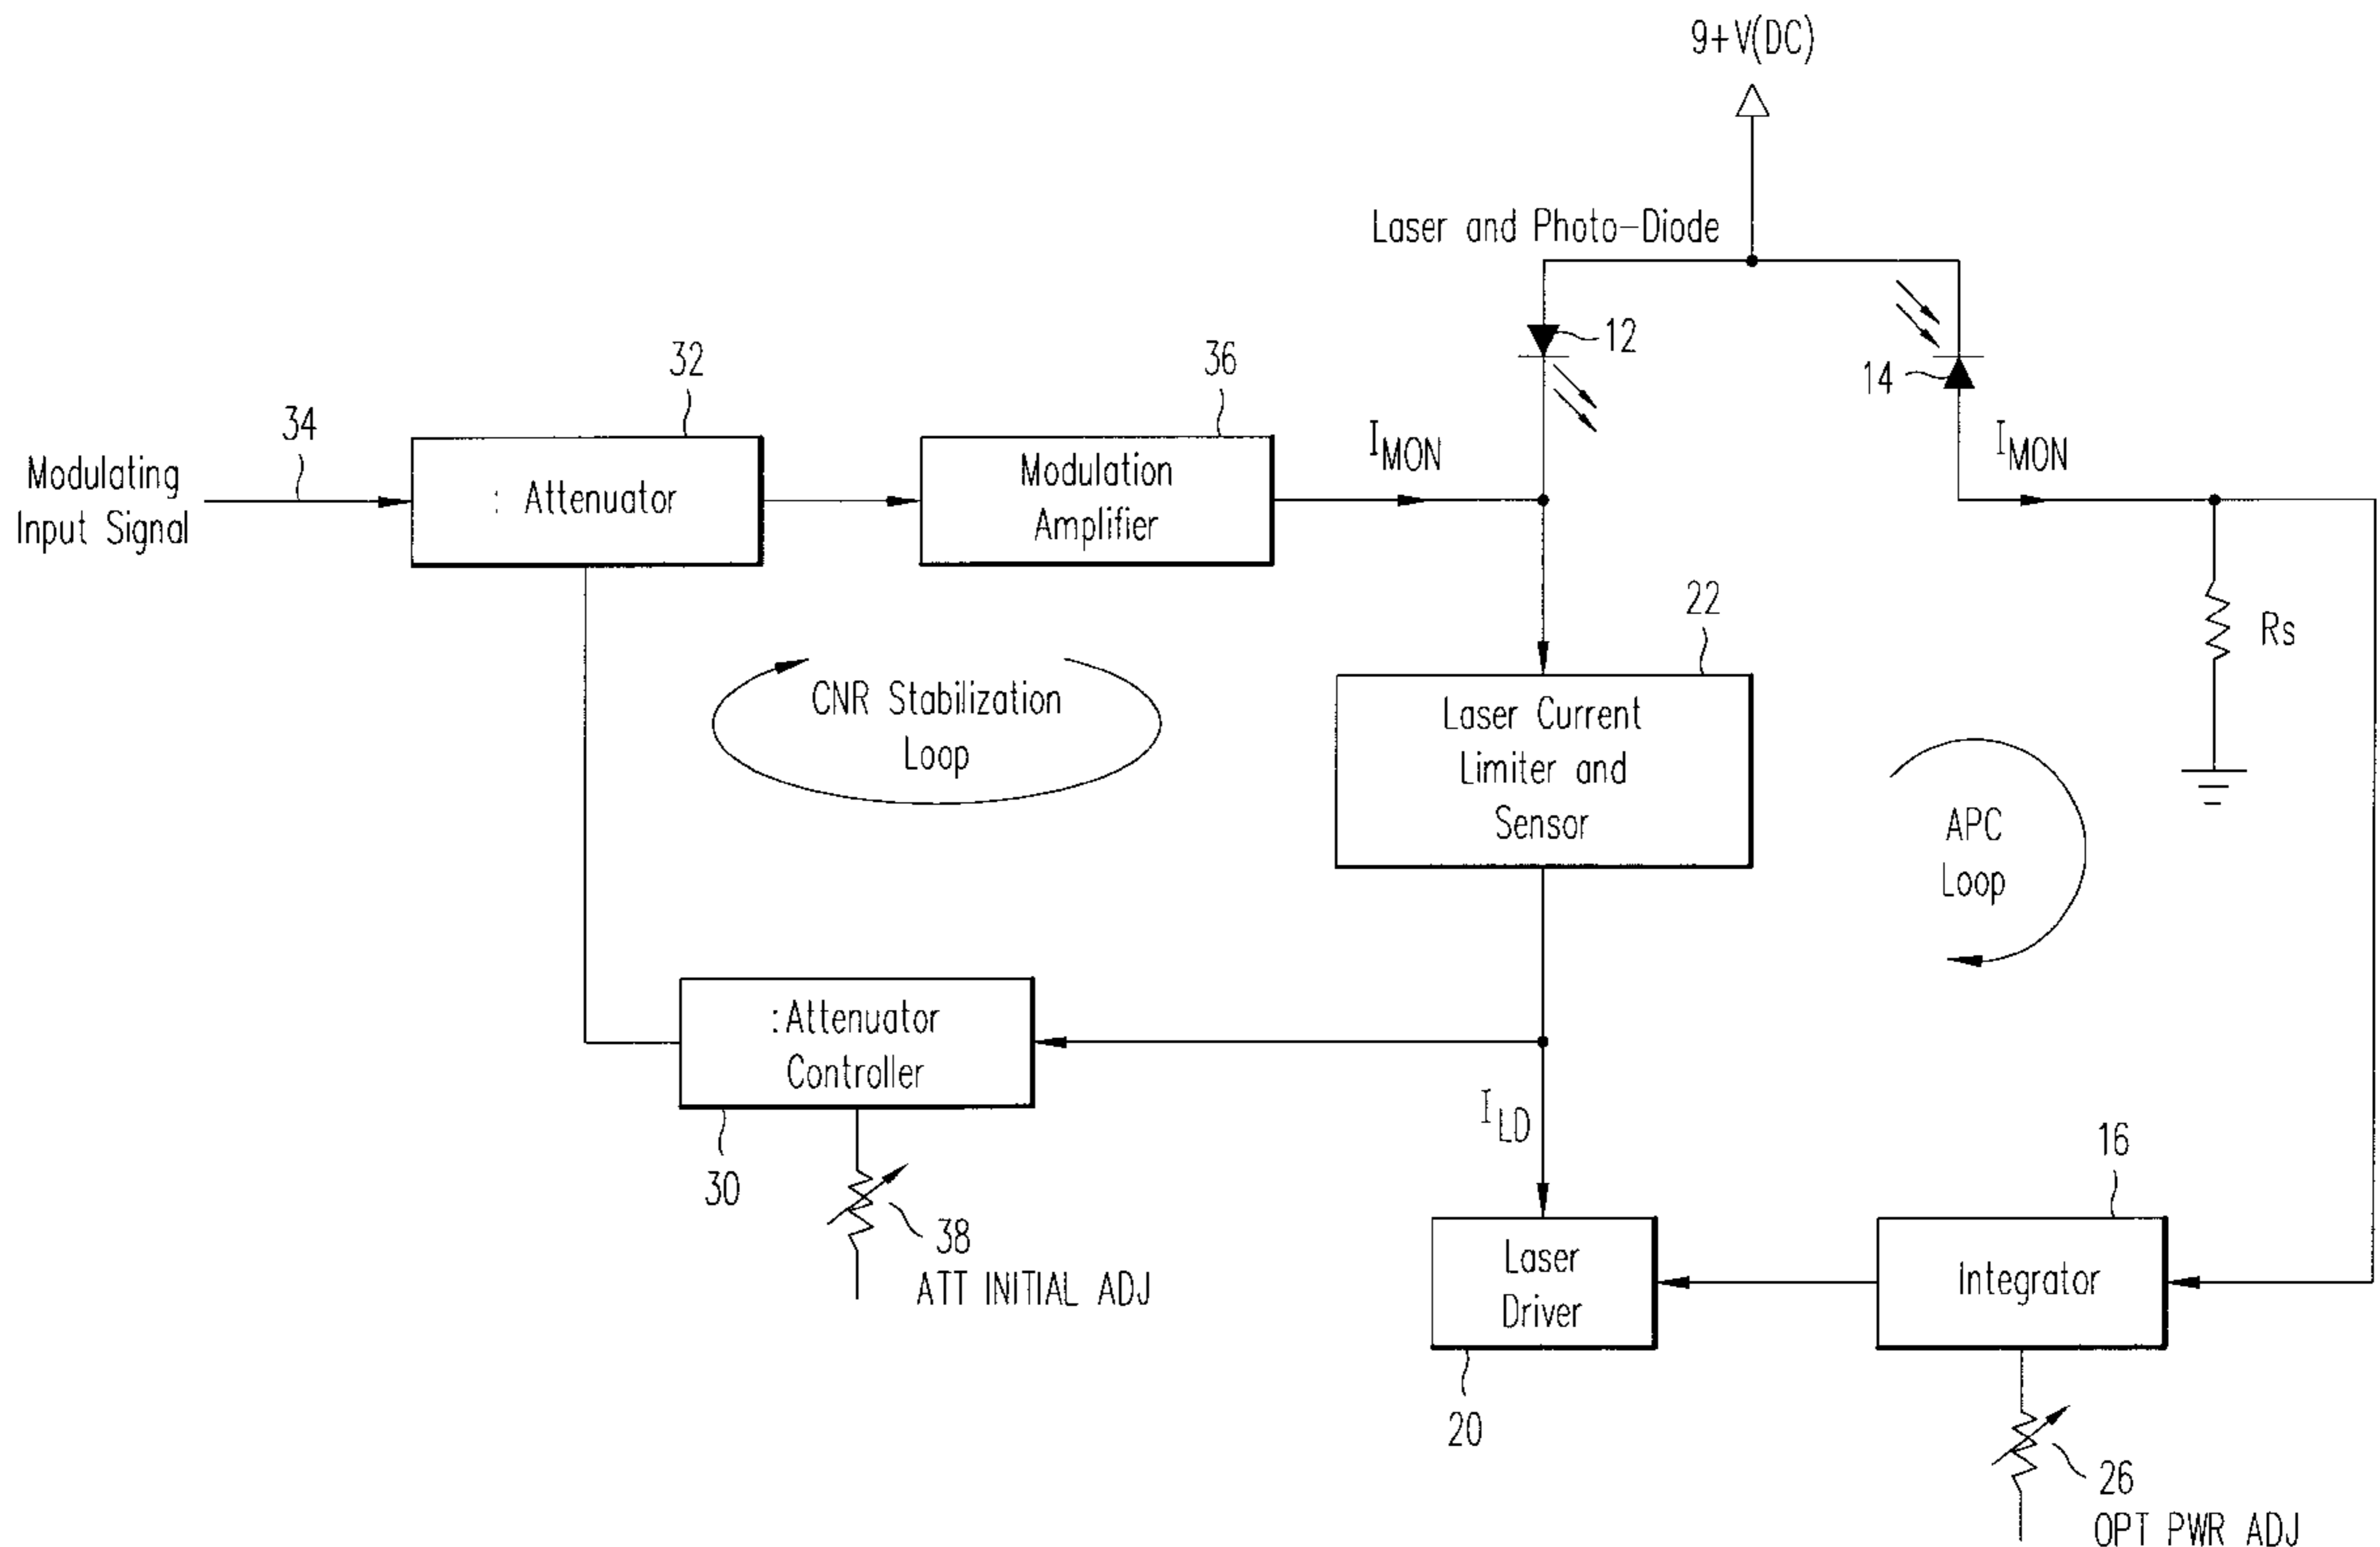 9+V(DC)
Laser and Photo-Diode
12
14
32
36
34
Modulating
Input Signal
: Attenuator
Modulation
Amplifier
IMON
IMON
22
Rs
CNR Stabilization
Loop
Laser Current
Limiter and
Sensor
APC
Loop
:Attenuator
Controller
ILD
30
16
38
ATT INITIAL ADJ
Laser
Driver
Integrator
20
26
OPT PWR ADJ